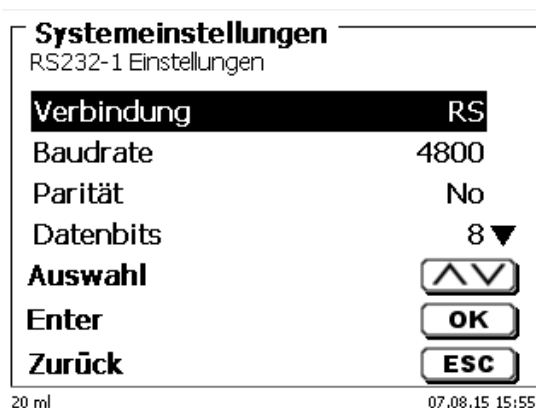 Systemeinstellungen
RS232-1 Einstellungen
Verbindung RS
Baudrate 4800
Parität No
Datenbits 8
Auswahl
Enter OK
Zurück ESC
20 ml 07.08.15 15:55